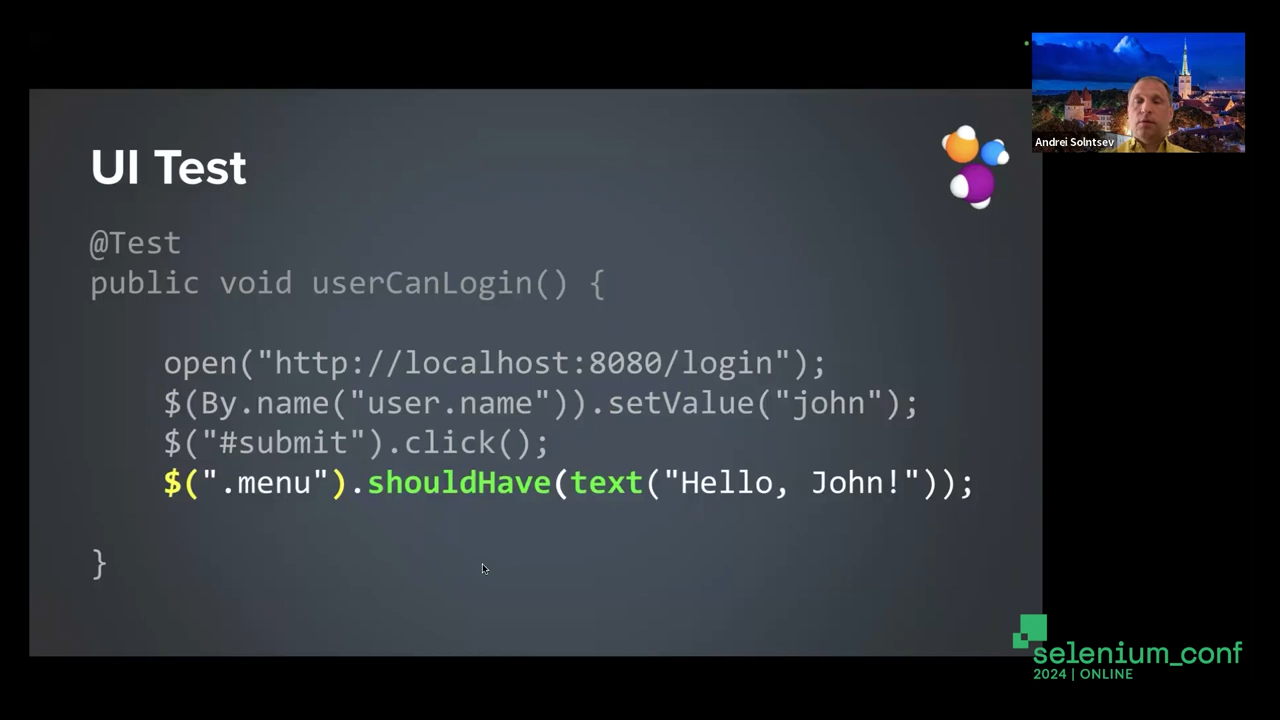 UI Test
@Test
public void userCanLogin() {
open("http://localhost:8080/login");
$(By.name("user.name")).setValue("john");
$("#submit").click();
$(".menu").shouldHave(text("Hello, John!"));
}
Andrei Solntsev
selenium_conf
2024 | ONLINE